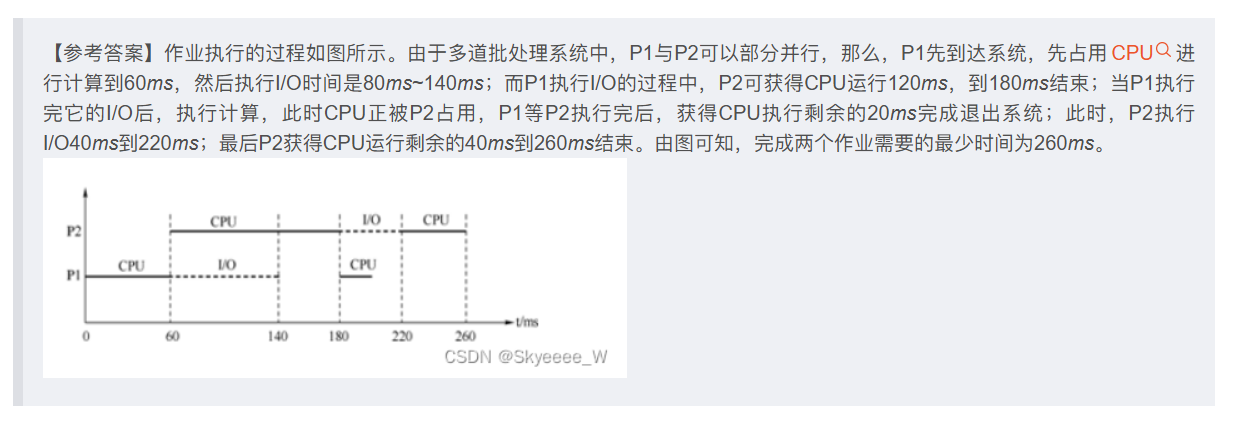 【参考答案】作业执行的过程如图所示。由于多道批处理系统中，P1与P2可以部分并行，那么，P1先到达系统，先占用 CPU 进
行计算到60ms，然后执行I/O时间是80ms~140ms；而P1执行I/O的过程中，P2可获得CPU运行120ms，到180ms结束；当P1执行
完它的I/O后，执行计算，此时CPU正被P2占用，P1等P2执行完后，获得CPU执行剩余的20ms完成退出系统；此时，P2执行
I/O40ms到220ms；最后P2获得CPU运行剩余的40ms到260ms结束。由图可知，完成两个作业需要的最少时间为260ms。
P2 CPU I/O CPU
P1 CPU I/O CPU
t/ms
0 60 140 180 220 260
CSDN @Skyeeee_W